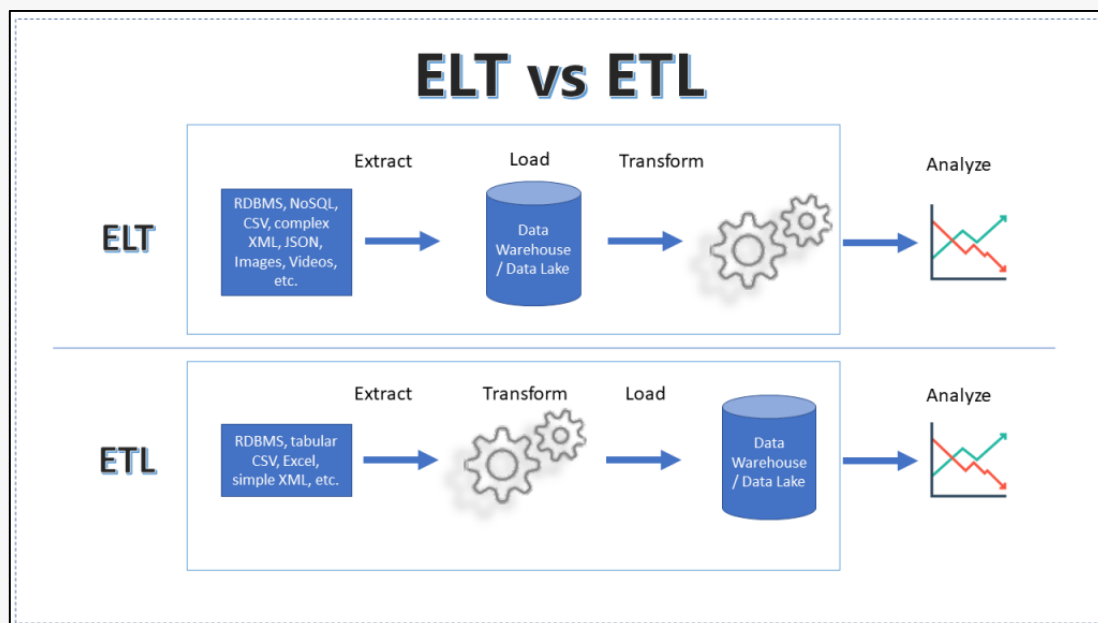 ELT vs ETL
Extract
Load
Transform
Analyze
ELT
RDBMS, NoSQL,
CSV, complex
XML, JSON,
Images, Videos,
etc.
Data
Warehouse
/ Data Lake
Extract
Transform
Load
Analyze
ETL
RDBMS, tabular
CSV, Excel,
simple XML, etc.
Data
Warehouse
/ Data Lake